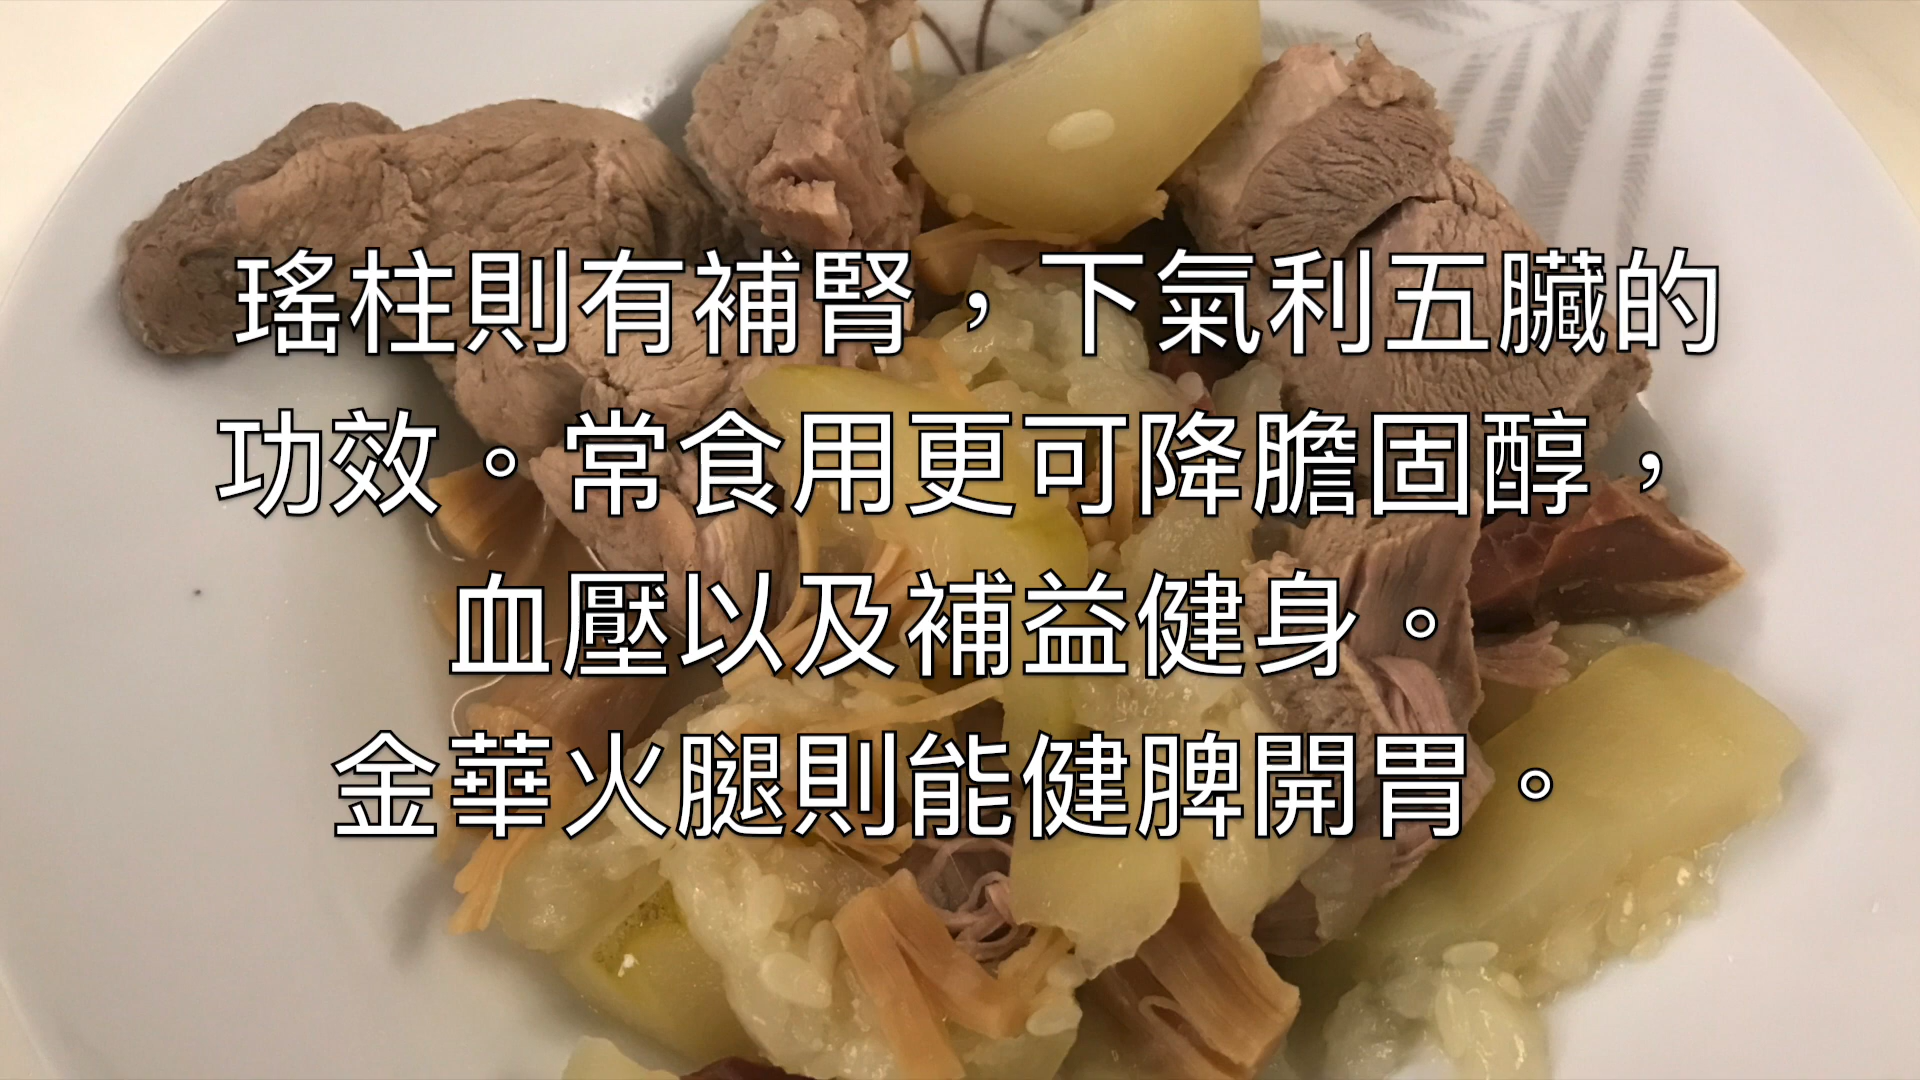 瑤柱則有補腎，下氣利五臟的
功效。常食用更可降膽固醇，
血壓以及補益健身。
金華火腿則能健脾開胃。